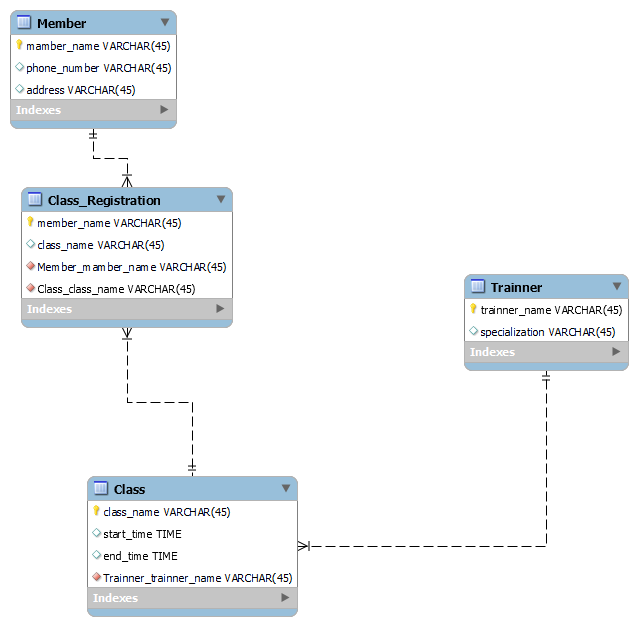 Member
mamber_name VARCHAR(45)
phone_number VARCHAR(45)
address VARCHAR(45)
Indexes
Class_Registration
member_name VARCHAR(45)
class_name VARCHAR(45)
Member_mamber_name VARCHAR(45)
Class_class_name VARCHAR(45)
Indexes
Trainner
trainner_name VARCHAR(45)
specialization VARCHAR(45)
Indexes
Class
class_name VARCHAR(45)
start_time TIME
end_time TIME
Trainner_trainner_name VARCHAR(45)
Indexes